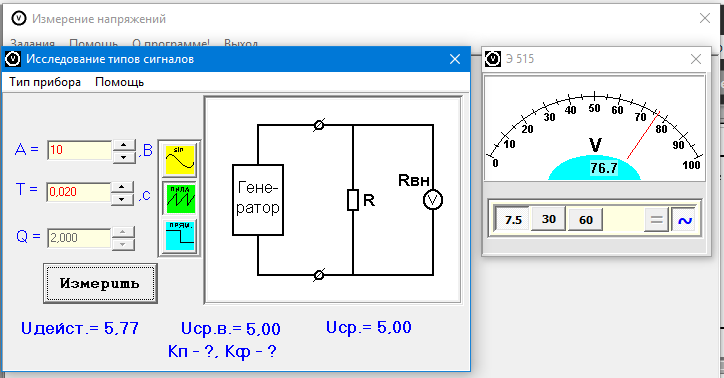 Измерение напряжений
Задания Помощь О программе! Выход
Исследование типов сигналов
Тип прибора Помощь
A = 10 ,В
sin
T = 0,020 ,с
ПИЛА
Q = 2,000
ПРЯМ.
Измерить
Гене-
ратор
R
Rвн
V
Uдейст.= 5,77 Uср.в.= 5,00 Uср.= 5,00
Кп - ?, Кф - ?
Э 515
0 10 20 30 40 50 60 70 80 90 100
V
76.7
7.5 30 60 = ~